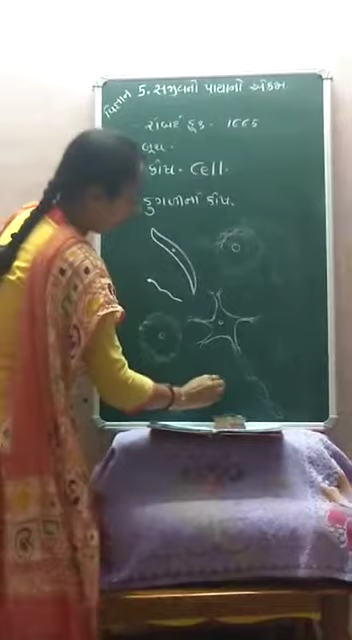 વિજ્ઞાન
5. સજીવનો પાયાનો એકમ
રોબર્ટ હૂક - 1665
બૂચ -
કોષ - Cell.
ડુંગળીના કોષ.